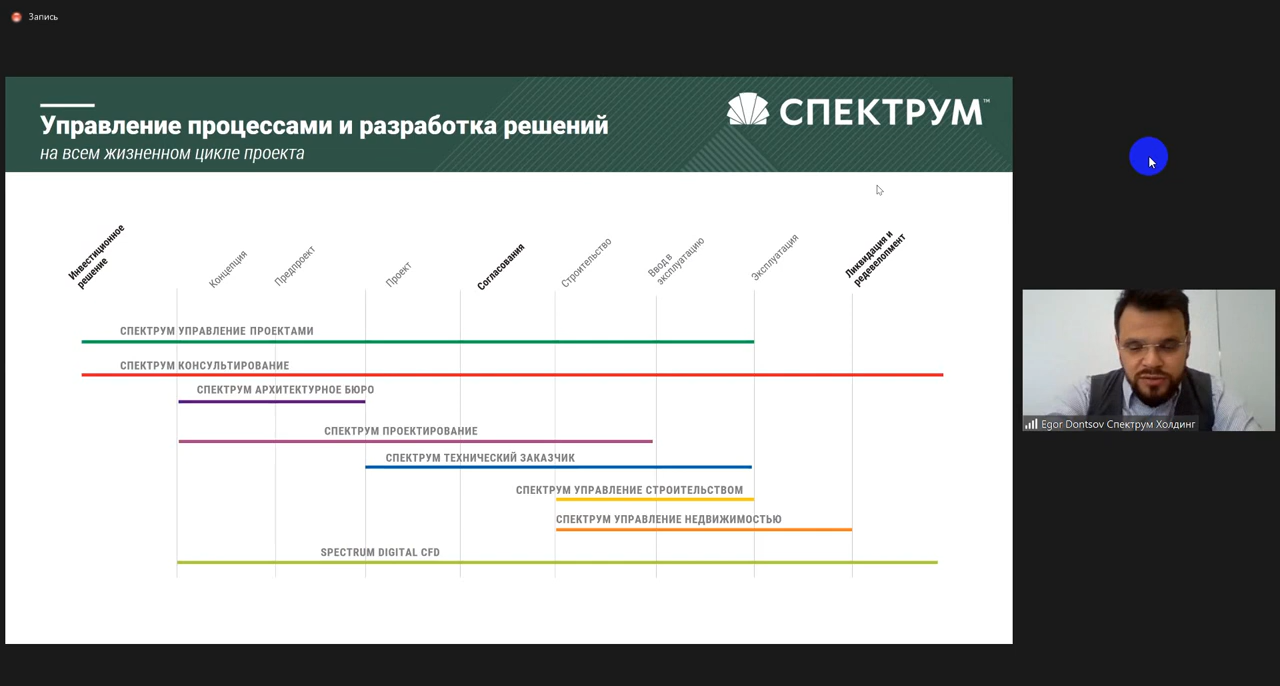 Запись
СПЕКТРУМ™
Управление процессами и разработка решений
на всем жизненном цикле проекта
Инвестиционное
решение
Концепция
Предпроект
Проект
Согласования
Строительство
Ввод в
эксплуатацию
Эксплуатация
Ликвидация и
редевелопмент
СПЕКТРУМ УПРАВЛЕНИЕ ПРОЕКТАМИ
СПЕКТРУМ КОНСУЛЬТИРОВАНИЕ
СПЕКТРУМ АРХИТЕКТУРНОЕ БЮРО
СПЕКТРУМ ПРОЕКТИРОВАНИЕ
СПЕКТРУМ ТЕХНИЧЕСКИЙ ЗАКАЗЧИК
СПЕКТРУМ УПРАВЛЕНИЕ СТРОИТЕЛЬСТВОМ
СПЕКТРУМ УПРАВЛЕНИЕ НЕДВИЖИМОСТЬЮ
SPECTRUM DIGITAL CFD
Egor Dontsov Спектрум Холдинг